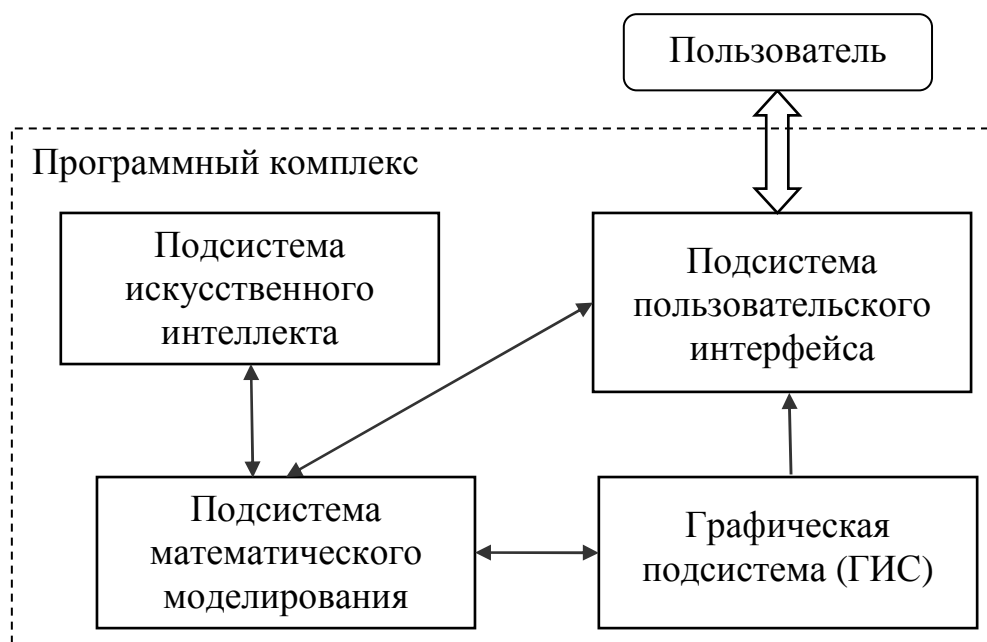 Пользователь
Программный комплекс
Подсистема
искусственного
интеллекта
Подсистема
пользовательского
интерфейса
Подсистема
математического
моделирования
Графическая
подсистема (ГИС)